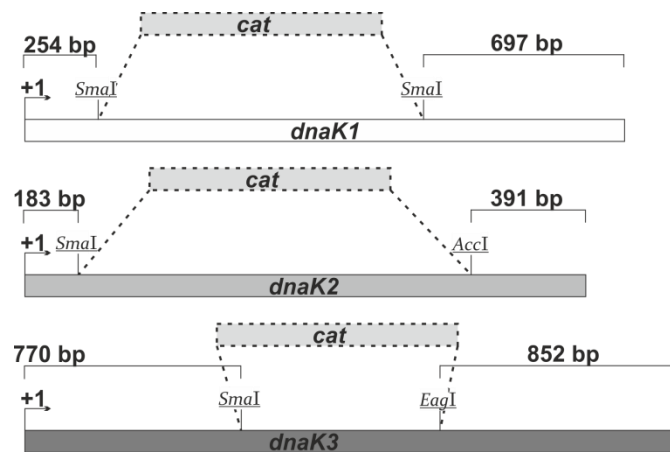 cat
254 bp
697 bp
+1
SmaI
SmaI
dnaK1
cat
183 bp
391 bp
+1
SmaI
AccI
dnaK2
cat
770 bp
852 bp
+1
SmaI
EagI
dnaK3